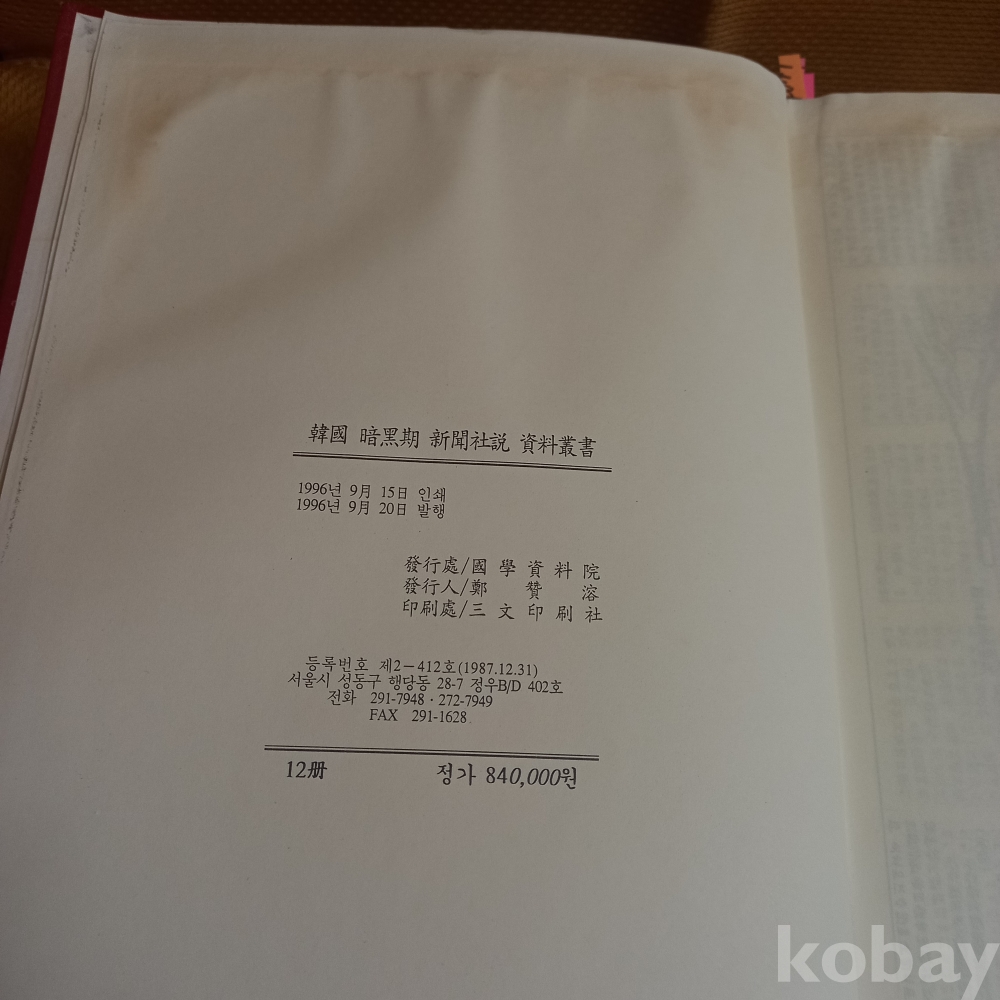 韓國 暗黑期 新聞社説 資料叢書
1996년 9月 15日 인쇄
1996년 9月 20日 발행
發行處/國學資料院
發行人/鄭贊溶
印刷處/三文印刷社
등록번호 제2-412호(1987.12.31)
서울시 성동구 행당동 28-7 정우B/D 402호
전화 291-7948·272-7949
FAX 291-1628
12册 정가 840,000원
kobay